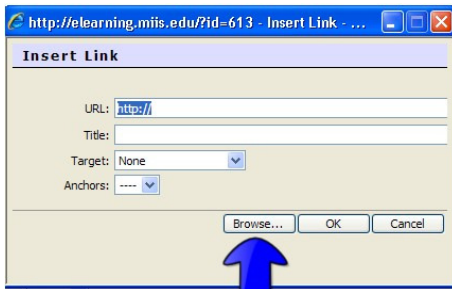 http://elearning.miis.edu/?id=613 - Insert Link - ...
Insert Link
URL: http://
Title:
Target: None
Anchors: ----
Browse... OK Cancel